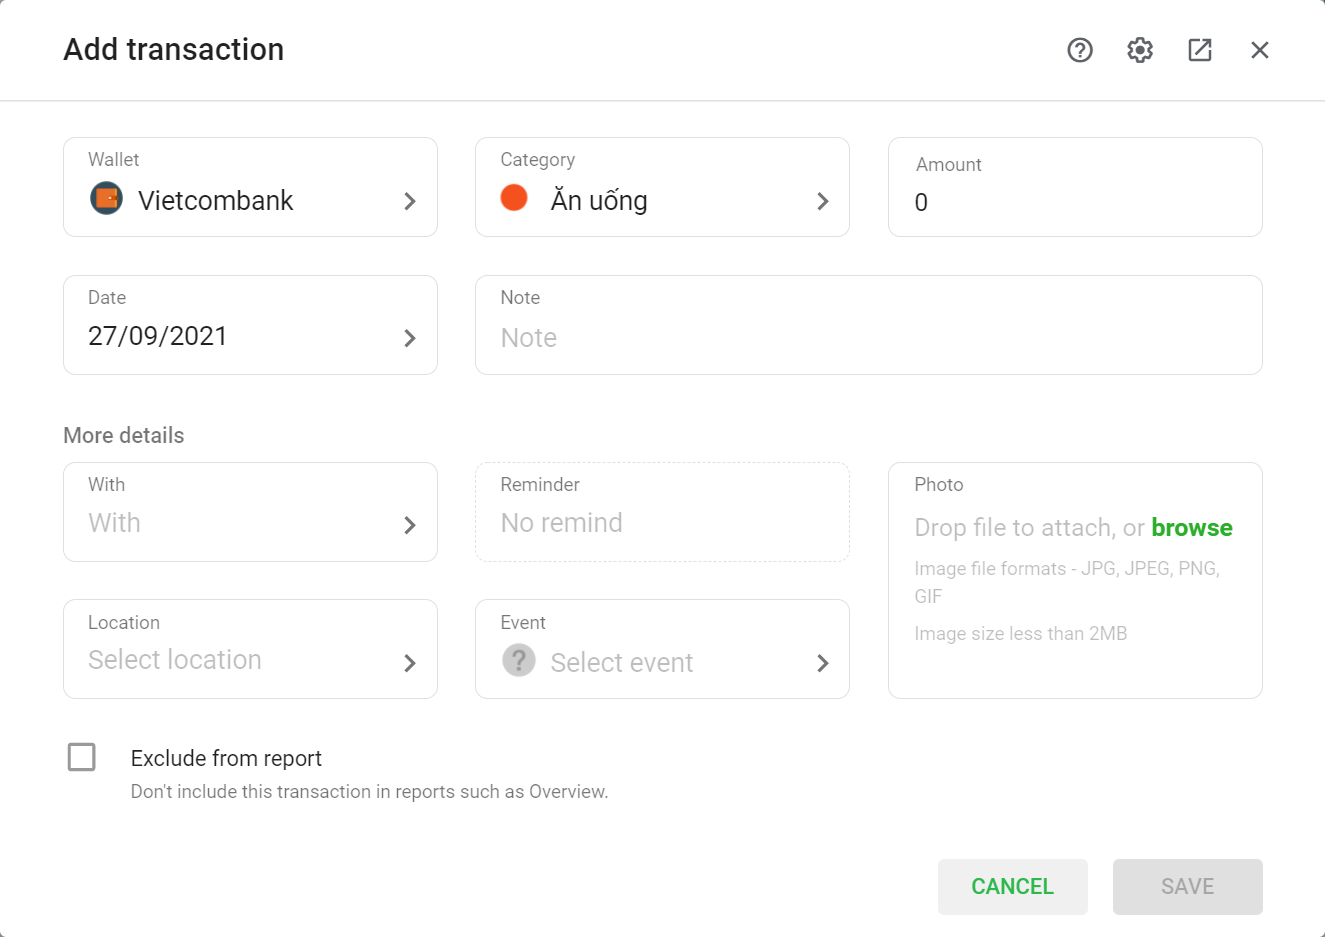 Add transaction
Wallet
Vietcombank
Category
Ăn uống
Amount
0
Date
27/09/2021
Note
Note
More details
With
With
Reminder
No remind
Photo
Drop file to attach, or browse
Image file formats - JPG, JPEG, PNG,
GIF
Image size less than 2MB
Location
Select location
Event
? Select event
Exclude from report
Don't include this transaction in reports such as Overview.
CANCEL
SAVE